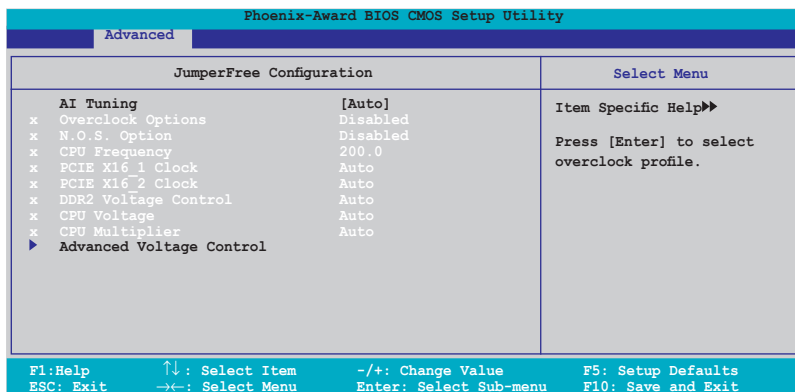 Phoenix-Award BIOS CMOS Setup Utility
Advanced
JumperFree Configuration
Select Menu
AI Tuning [Auto]
x Overclock Options Disabled
x N.O.S. Option Disabled
x CPU Frequency 200.0
x PCIE X16_1 Clock Auto
x PCIE X16_2 Clock Auto
x DDR2 Voltage Control Auto
x CPU Voltage Auto
x CPU Multiplier Auto
Advanced Voltage Control
Item Specific Help
Press [Enter] to select
overclock profile.
F1:Help ↑↓: Select Item -/+: Change Value F5: Setup Defaults
ESC: Exit →←: Select Menu Enter: Select Sub-menu F10: Save and Exit